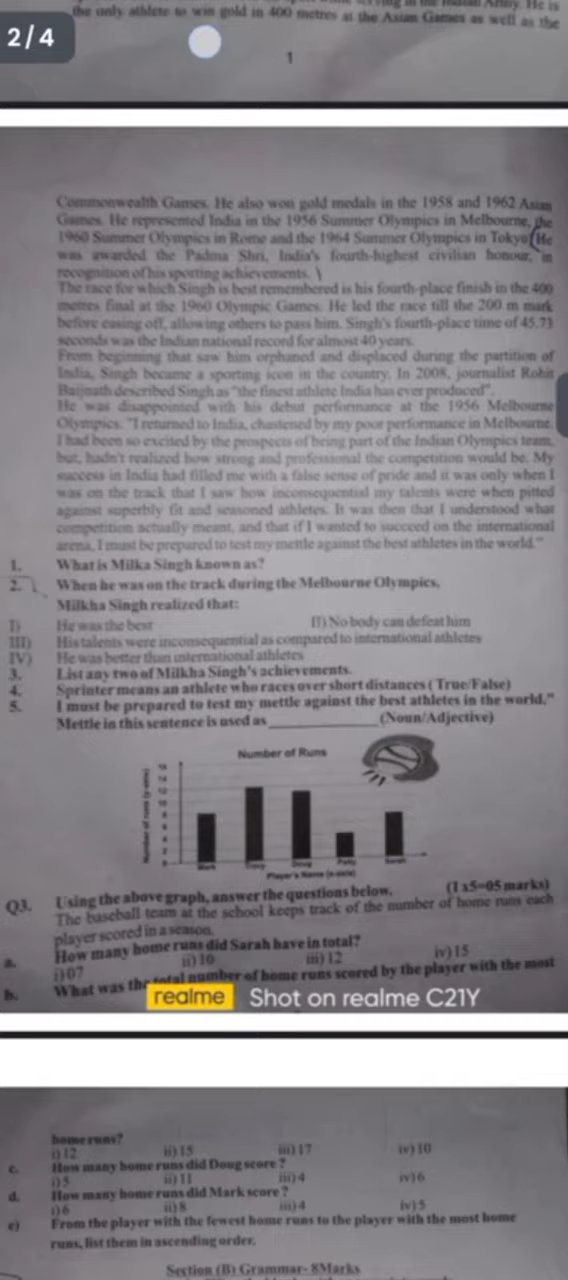 the only athlete to win gold in 400 metres at the Asian Games as well as the
2/4
1
Commonwealth Games. He also won gold medals in the 1958 and 1962 Asian
Games. He represented India in the 1956 Summer Olympics in Melbourne, the
1960 Summer Olympics in Rome and the 1964 Summer Olympics in Tokyo. He
was awarded the Padma Shri, India's fourth-highest civilian honour, in
recognition of his sporting achievements.
The race for which Singh is best remembered is his fourth-place finish in the 400
metres final at the 1960 Olympic Games. He led the race till the 200 m mark
before easing off, allowing others to pass him. Singh's fourth-place time of 45.73
seconds was the Indian national record for almost 40 years.
From beginning that saw him orphaned and displaced during the partition of
India, Singh became a sporting icon in the country. In 2008, journalist Rohit
Baijnath described Singh as "the finest athlete India has ever produced".
He was disappointed with his debut performance at the 1956 Melbourne
Olympics. "I returned to India, chastened by my poor performance in Melbourne.
I had been so excited by the prospects of being part of the Indian Olympics team,
but, hadn't realized how strong and professional the competition would be. My
success in India had filled me with a false sense of pride and it was only when I
was on the track that I saw how inconsequential my talents were when pitted
against superbly fit and seasoned athletes. It was then that I understood what
competition actually meant, and that if I wanted to succeed on the international
arena, I must be prepared to test my mettle against the best athletes in the world."
1. What is Milka Singh known as?
2. When he was on the track during the Melbourne Olympics,
Milkha Singh realized that:
I) He was the best II) No body can defeat him
III) His talents were inconsequential as compared to international athletes
IV) He was better than international athletes
3. List any two of Milkha Singh's achievements.
4. Sprinter means an athlete who races over short distances ( True/False)
5. I must be prepared to test my mettle against the best athletes in the world."
Mettle in this sentence is used as ____________ (Noun/Adjective)
Number of Runs
Number of runs (y-axis)
14
12
10
8
6
4
2
0
Mark Tracy Doug Patty Sarah
Player's Name (x-axis)
Q3. Using the above graph, answer the questions below. (1 x5=05 marks)
The baseball team at the school keeps track of the number of home runs each
player scored in a season.
a. How many home runs did Sarah have in total?
i) 07 ii) 10 iii) 12 iv) 15
b. What was the total number of home runs scored by the player with the most
realme Shot on realme C21Y
home runs?
i) 12 ii) 15 iii) 17 iv) 10
c. How many home runs did Doug score ?
i) 5 ii) 11 iii) 4 iv) 6
d. How many home runs did Mark score ?
i) 6 ii) 8 iii) 4 iv) 5
e) From the player with the fewest home runs to the player with the most home
runs, list them in ascending order.
Section (B) Grammar- 8Marks